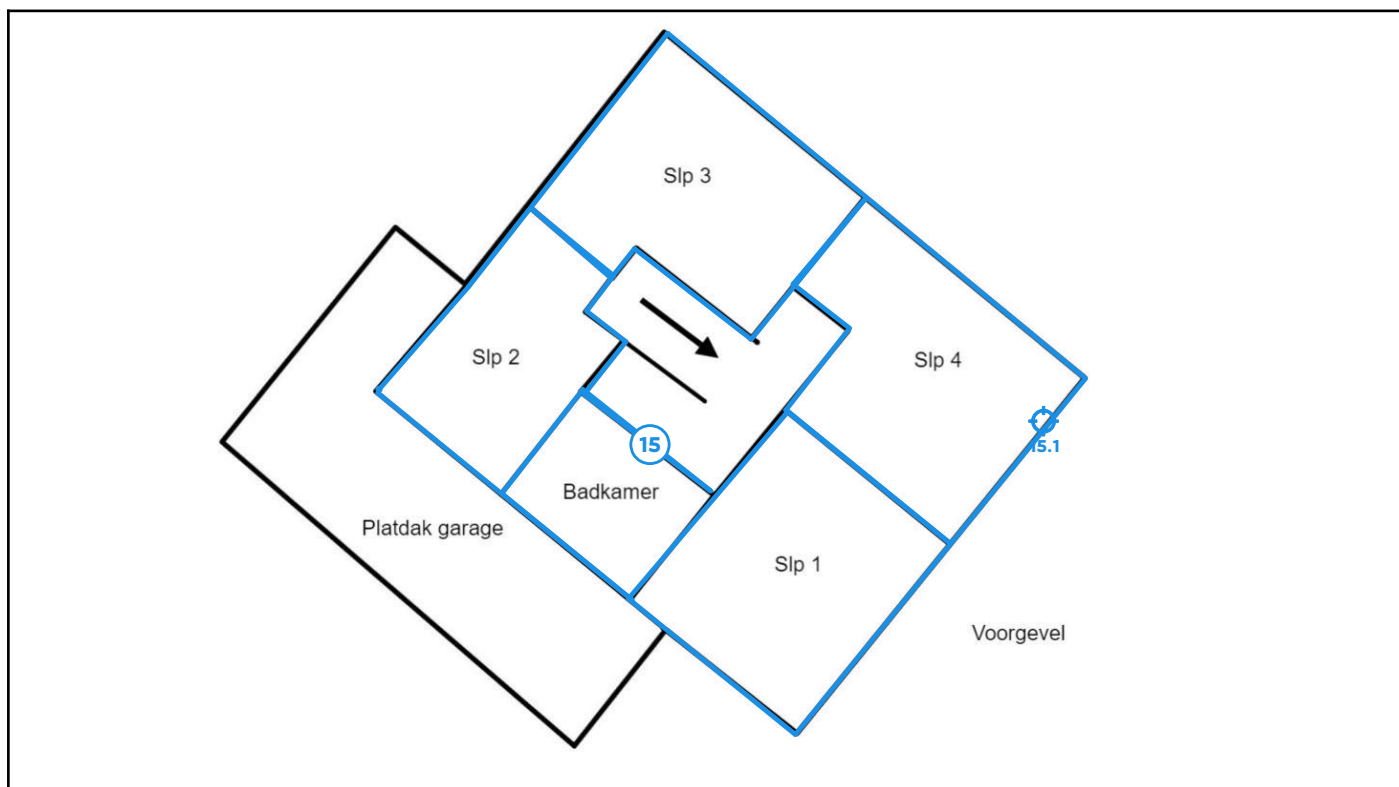 Slp 3
Slp 2
Slp 4
15
15.1
Badkamer
Platdak garage
Slp 1
Voorgevel